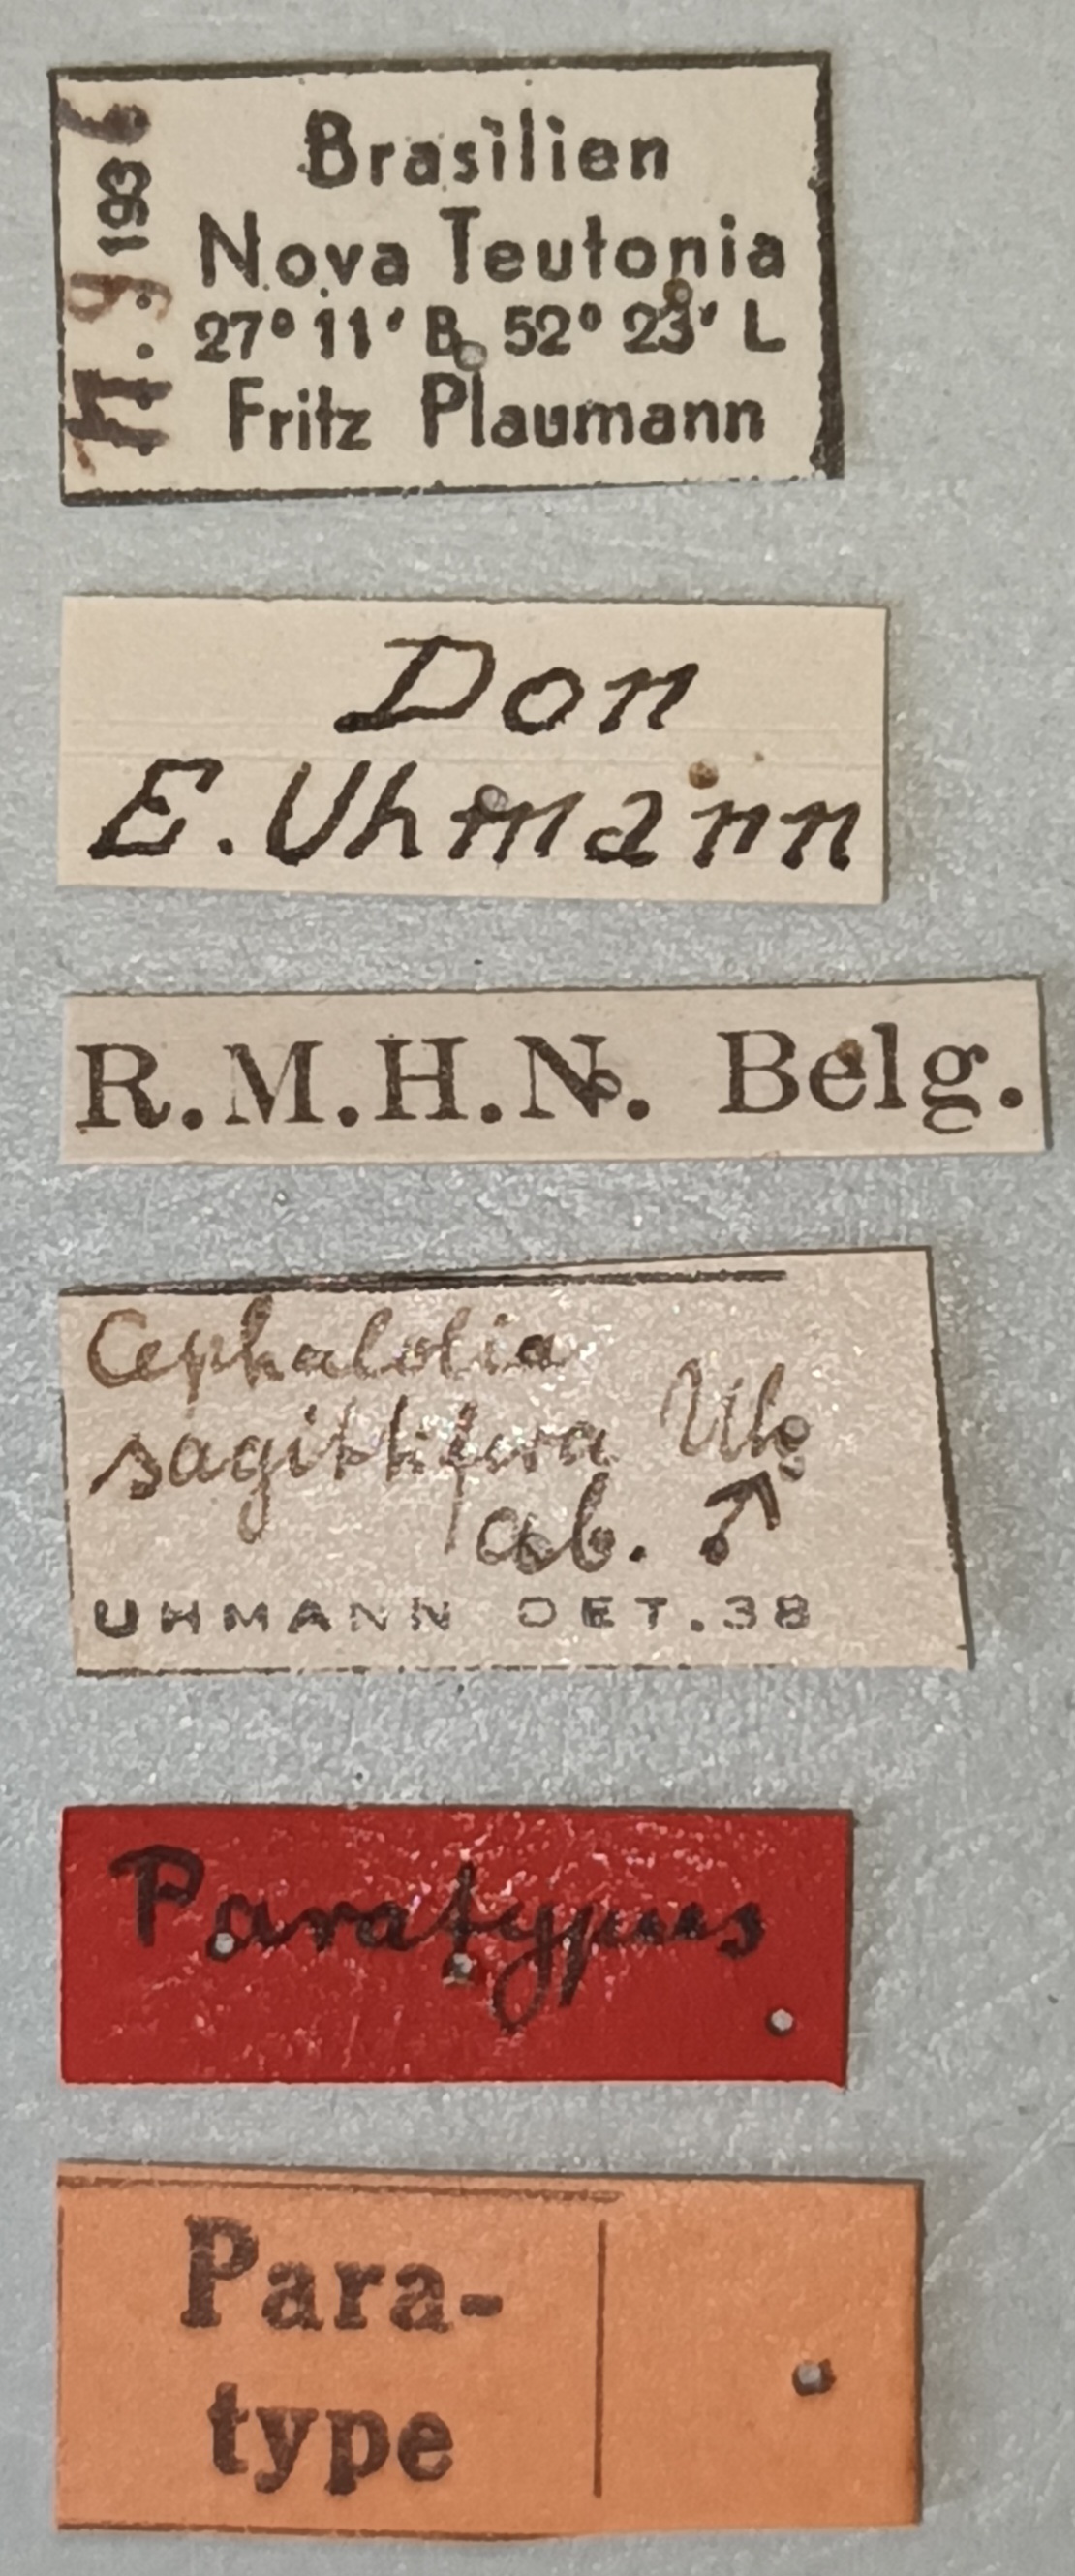 Brasilien
Nova Teutonia
27° 11' B. 52° 23' L
Fritz Plaumann
9.1936
Don
E. Uhmann
R.M.H.N. Belg.
Cephalolia
sagittifera Uh.
ab. ♂
UHMANN DET. 38
Paratypus
Para-
type